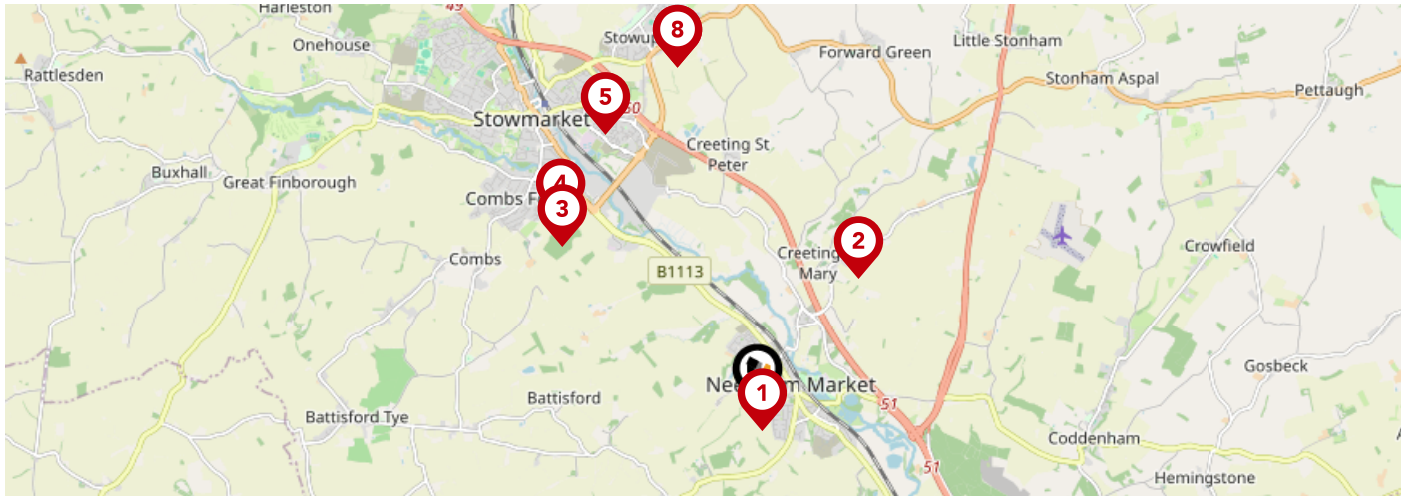 Harleston
49
8
Onehouse
Stowup
Forward Green
Little Stonham
Rattlesden
Stonham Aspal
Pettaugh
5
50
Stowmarket
Creeting St
Peter
Buxhall
Great Finborough
4
Combs F
3
2
Creeting
Mary
Crowfield
Combs
B1113
Gosbeck
Market
1
Battisford
51
Battisford Tye
Coddenham
51
Hemingstone